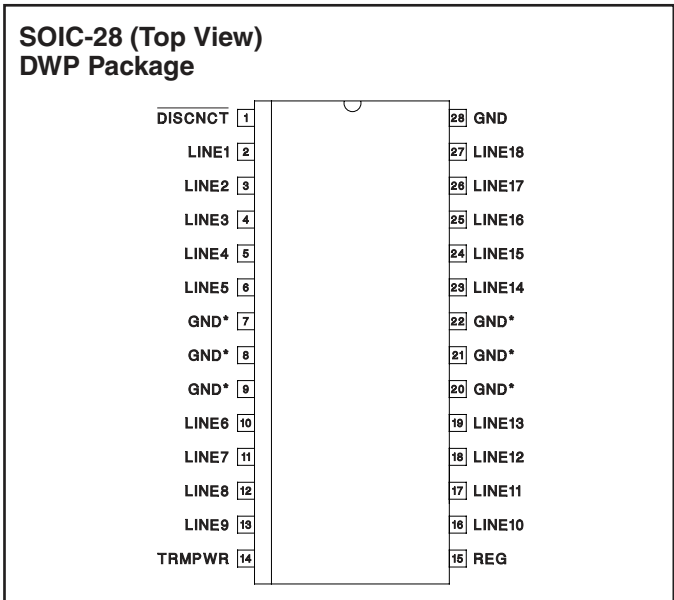 SOIC-28 (Top View)
DWP Package
DISCNCT 1 28 GND
LINE1 2 27 LINE18
LINE2 3 26 LINE17
LINE3 4 25 LINE16
LINE4 5 24 LINE15
LINE5 6 23 LINE14
GND* 7 22 GND*
GND* 8 21 GND*
GND* 9 20 GND*
LINE6 10 19 LINE13
LINE7 11 18 LINE12
LINE8 12 17 LINE11
LINE9 13 16 LINE10
TRMPWR 14 15 REG